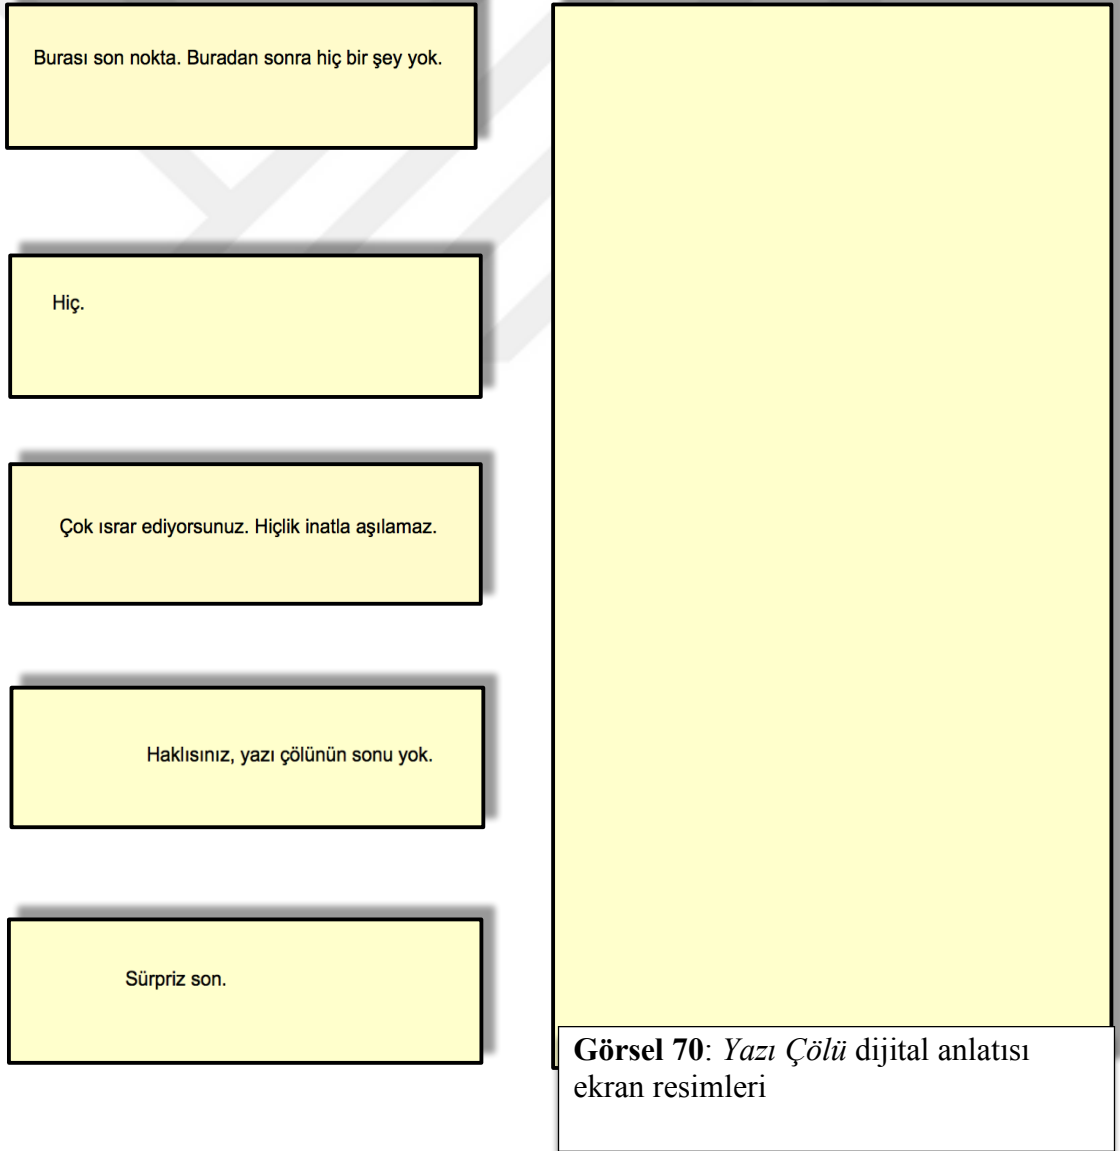 Burası son nokta. Buradan sonra hiç bir şey yok.
Hiç.
Çok ısrar ediyorsunuz. Hiçlik inatla aşılamaz.
Haklısınız, yazı çölünün sonu yok.
Sürpriz son.
Görsel 70: Yazı Çölü dijital anlatısı
ekran resimleri